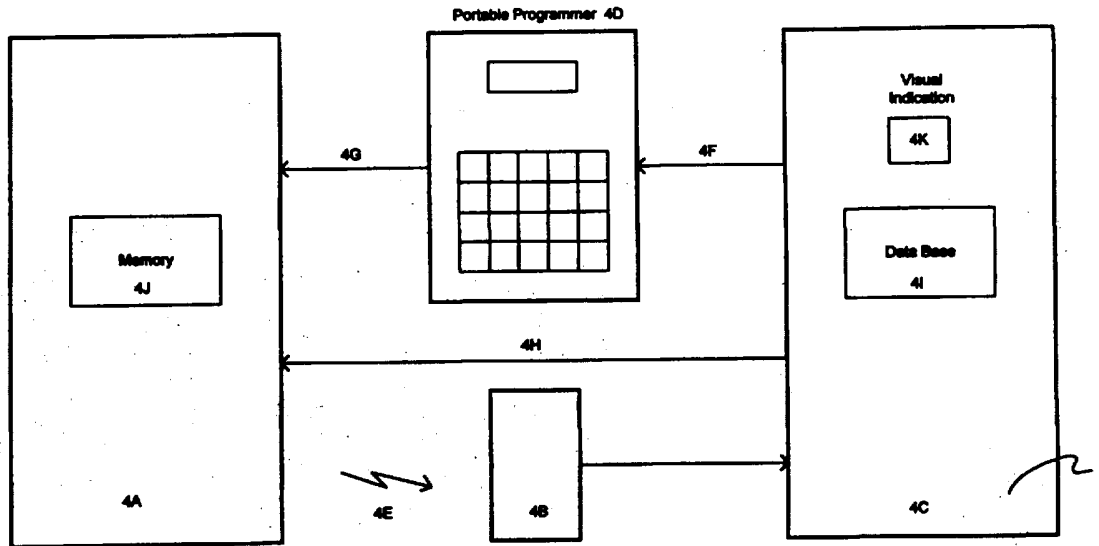 Portable Programmer 4D
Visual
Indication
4K
4G
4F
Memory
4J
Data Base
4I
4H
4A
4E
4B
4C